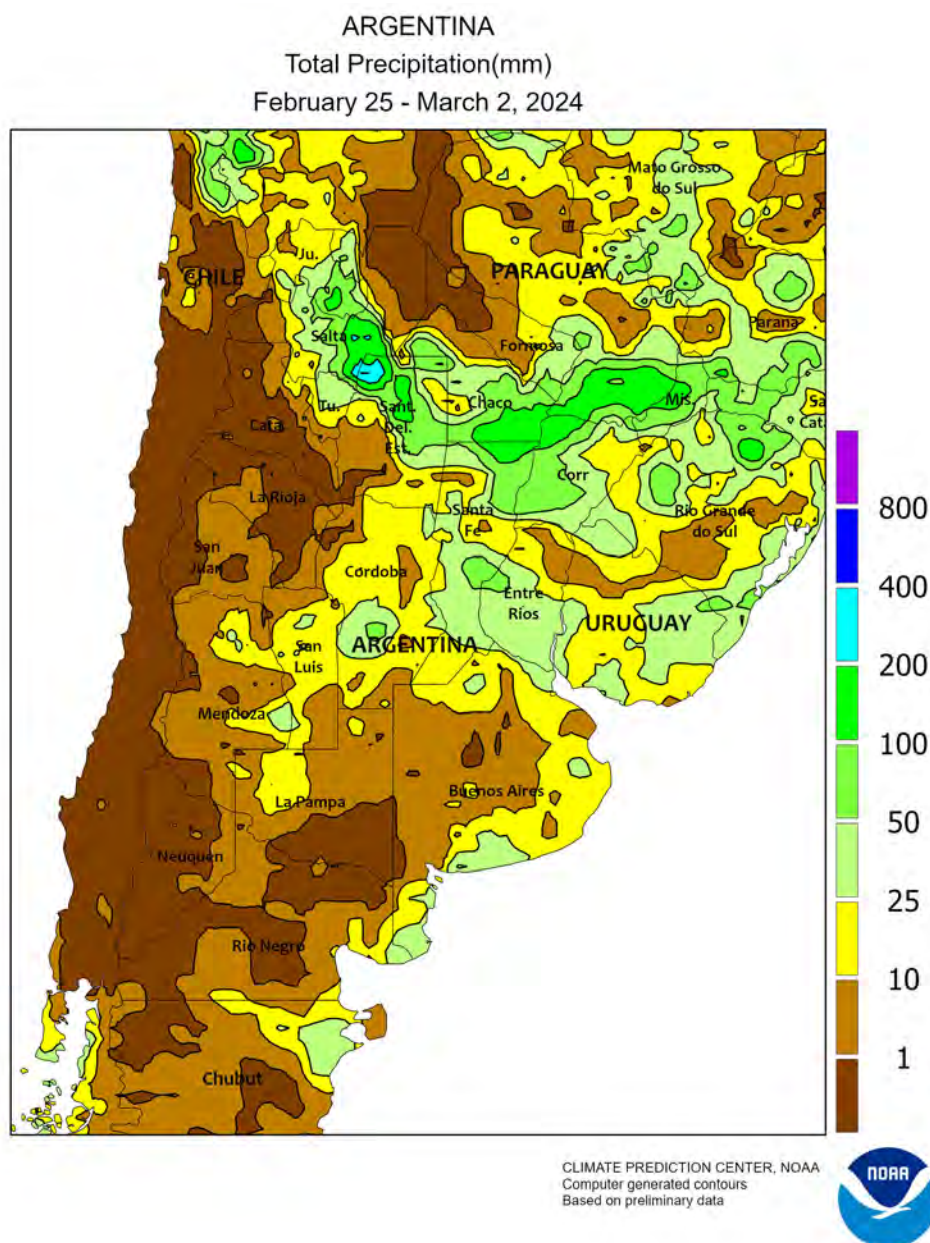 ARGENTINA
Total Precipitation(mm)
February 25 - March 2, 2024
Mato Grosso
do Sul
Ju.
CHILE
PARAGUAY
Parana
Salta
Formosa
Tu.
Sant.
Del.
Est.
Chaco
Mis.
Sa
Cata
Cata.
La Rioja
Corr
Santa
Fe
Rio Grande
do Sul
San
Juan
Cordoba
Entre
Rios
URUGUAY
ARGENTINA
San
Luis
Mendoza
La Pampa
Buenos Aires
Neuquen
Rio Negro
Chubut
800
400
200
100
50
25
10
1
CLIMATE PREDICTION CENTER, NOAA
Computer generated contours
Based on preliminary data
NOAA